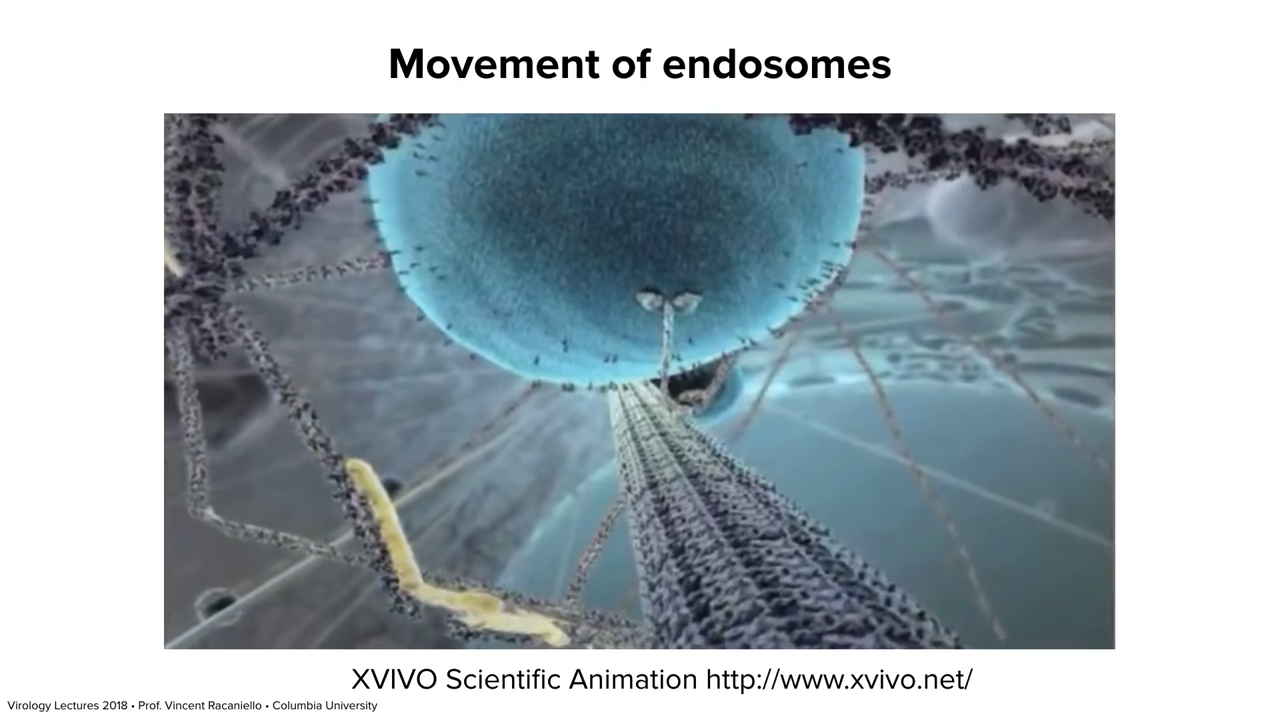 Movement of endosomes
XVIVO Scientific Animation http://www.xvivo.net/
Virology Lectures 2018 • Prof. Vincent Racaniello • Columbia University